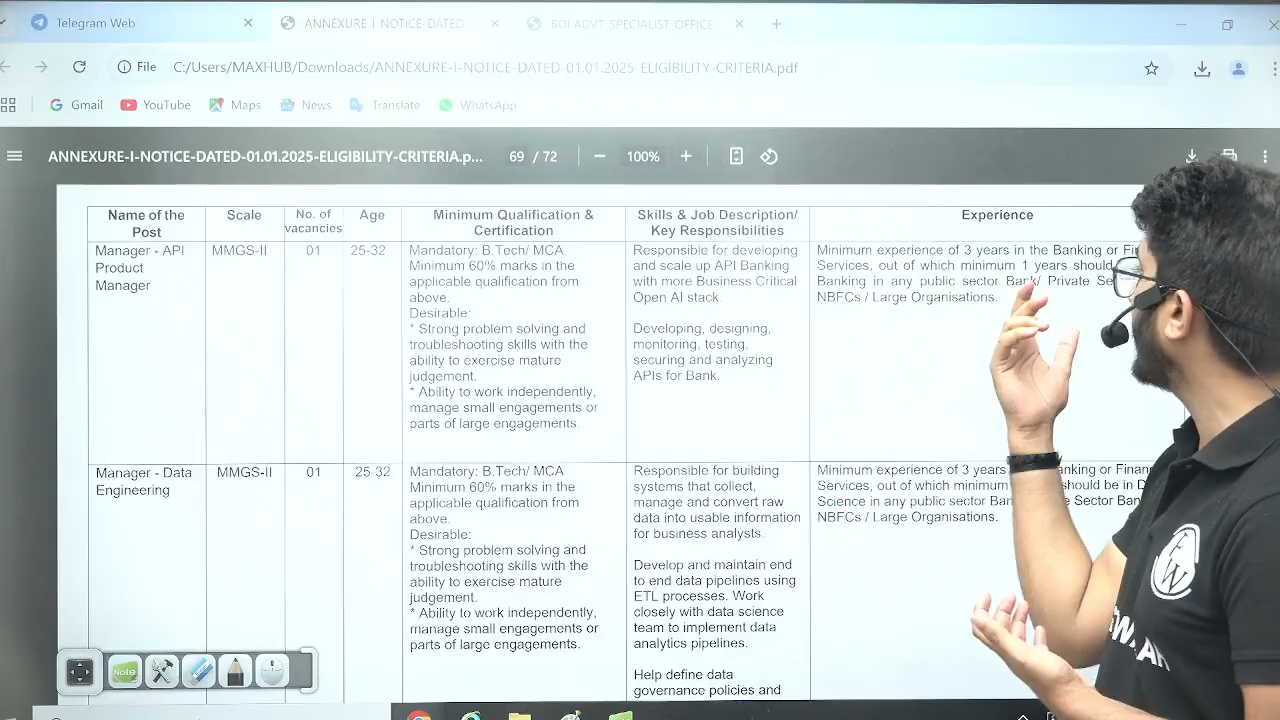 Telegram Web
ANNEXURE-I-NOTICE-DATED
BOI ADVT SPECIALIST OFFICE
File
C:/Users/MAXHUB/Downloads/ANNEXURE-I-NOTICE-DATED-01.01.2025-ELIGIBILITY-CRITERIA.pdf
Gmail
YouTube
Maps
News
Translate
WhatsApp
ANNEXURE-I-NOTICE-DATED-01.01.2025-ELIGIBILITY-CRITERIA.p...
69 / 72
100%
Name of the
Post
Scale
No. of
vacancies
Age
Minimum Qualification &
Certification
Skills & Job Description/
Key Responsibilities
Experience
Manager - API
Product
Manager
MMGS-II
01
25-32
Mandatory: B.Tech/ MCA
Minimum 60% marks in the
applicable qualification from
above.
Desirable:
* Strong problem solving and
troubleshooting skills with the
ability to exercise mature
judgement.
* Ability to work independently,
manage small engagements or
parts of large engagements.
Responsible for developing
and scale up API Banking
with more Business Critical
Open AI stack.
Developing, designing,
monitoring, testing,
securing and analyzing
APIs for Bank.
Minimum experience of 3 years in the Banking or
Services, out of which minimum 1 years should
Banking in any public sector Bank/ Private
NBFCs / Large Organisations.
Manager - Data
Engineering
MMGS-II
01
25-32
Mandatory: B.Tech/ MCA
Minimum 60% marks in the
applicable qualification from
above.
Desirable:
* Strong problem solving and
troubleshooting skills with the
ability to exercise mature
judgement.
* Ability to work independently,
manage small engagements or
parts of large engagements.
Responsible for building
systems that collect,
manage and convert raw
data into usable information
for business analysts.
Develop and maintain end
to end data pipelines using
ETL processes. Work
closely with data science
team to implement data
analytics pipelines.
Help define data
governance policies and
Minimum experience of 3 years
Services, out of which minimum should be in
Science in any public sector Sector
NBFCs / Large Organisations.
Note